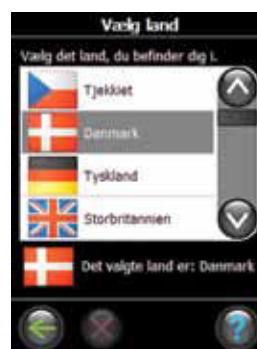 Vælg land
Vælg det land, du befinder dig i.
Tjekkiet
Danmark
Tyskland
Storbritannien
Det valgte land er: Danmark
?